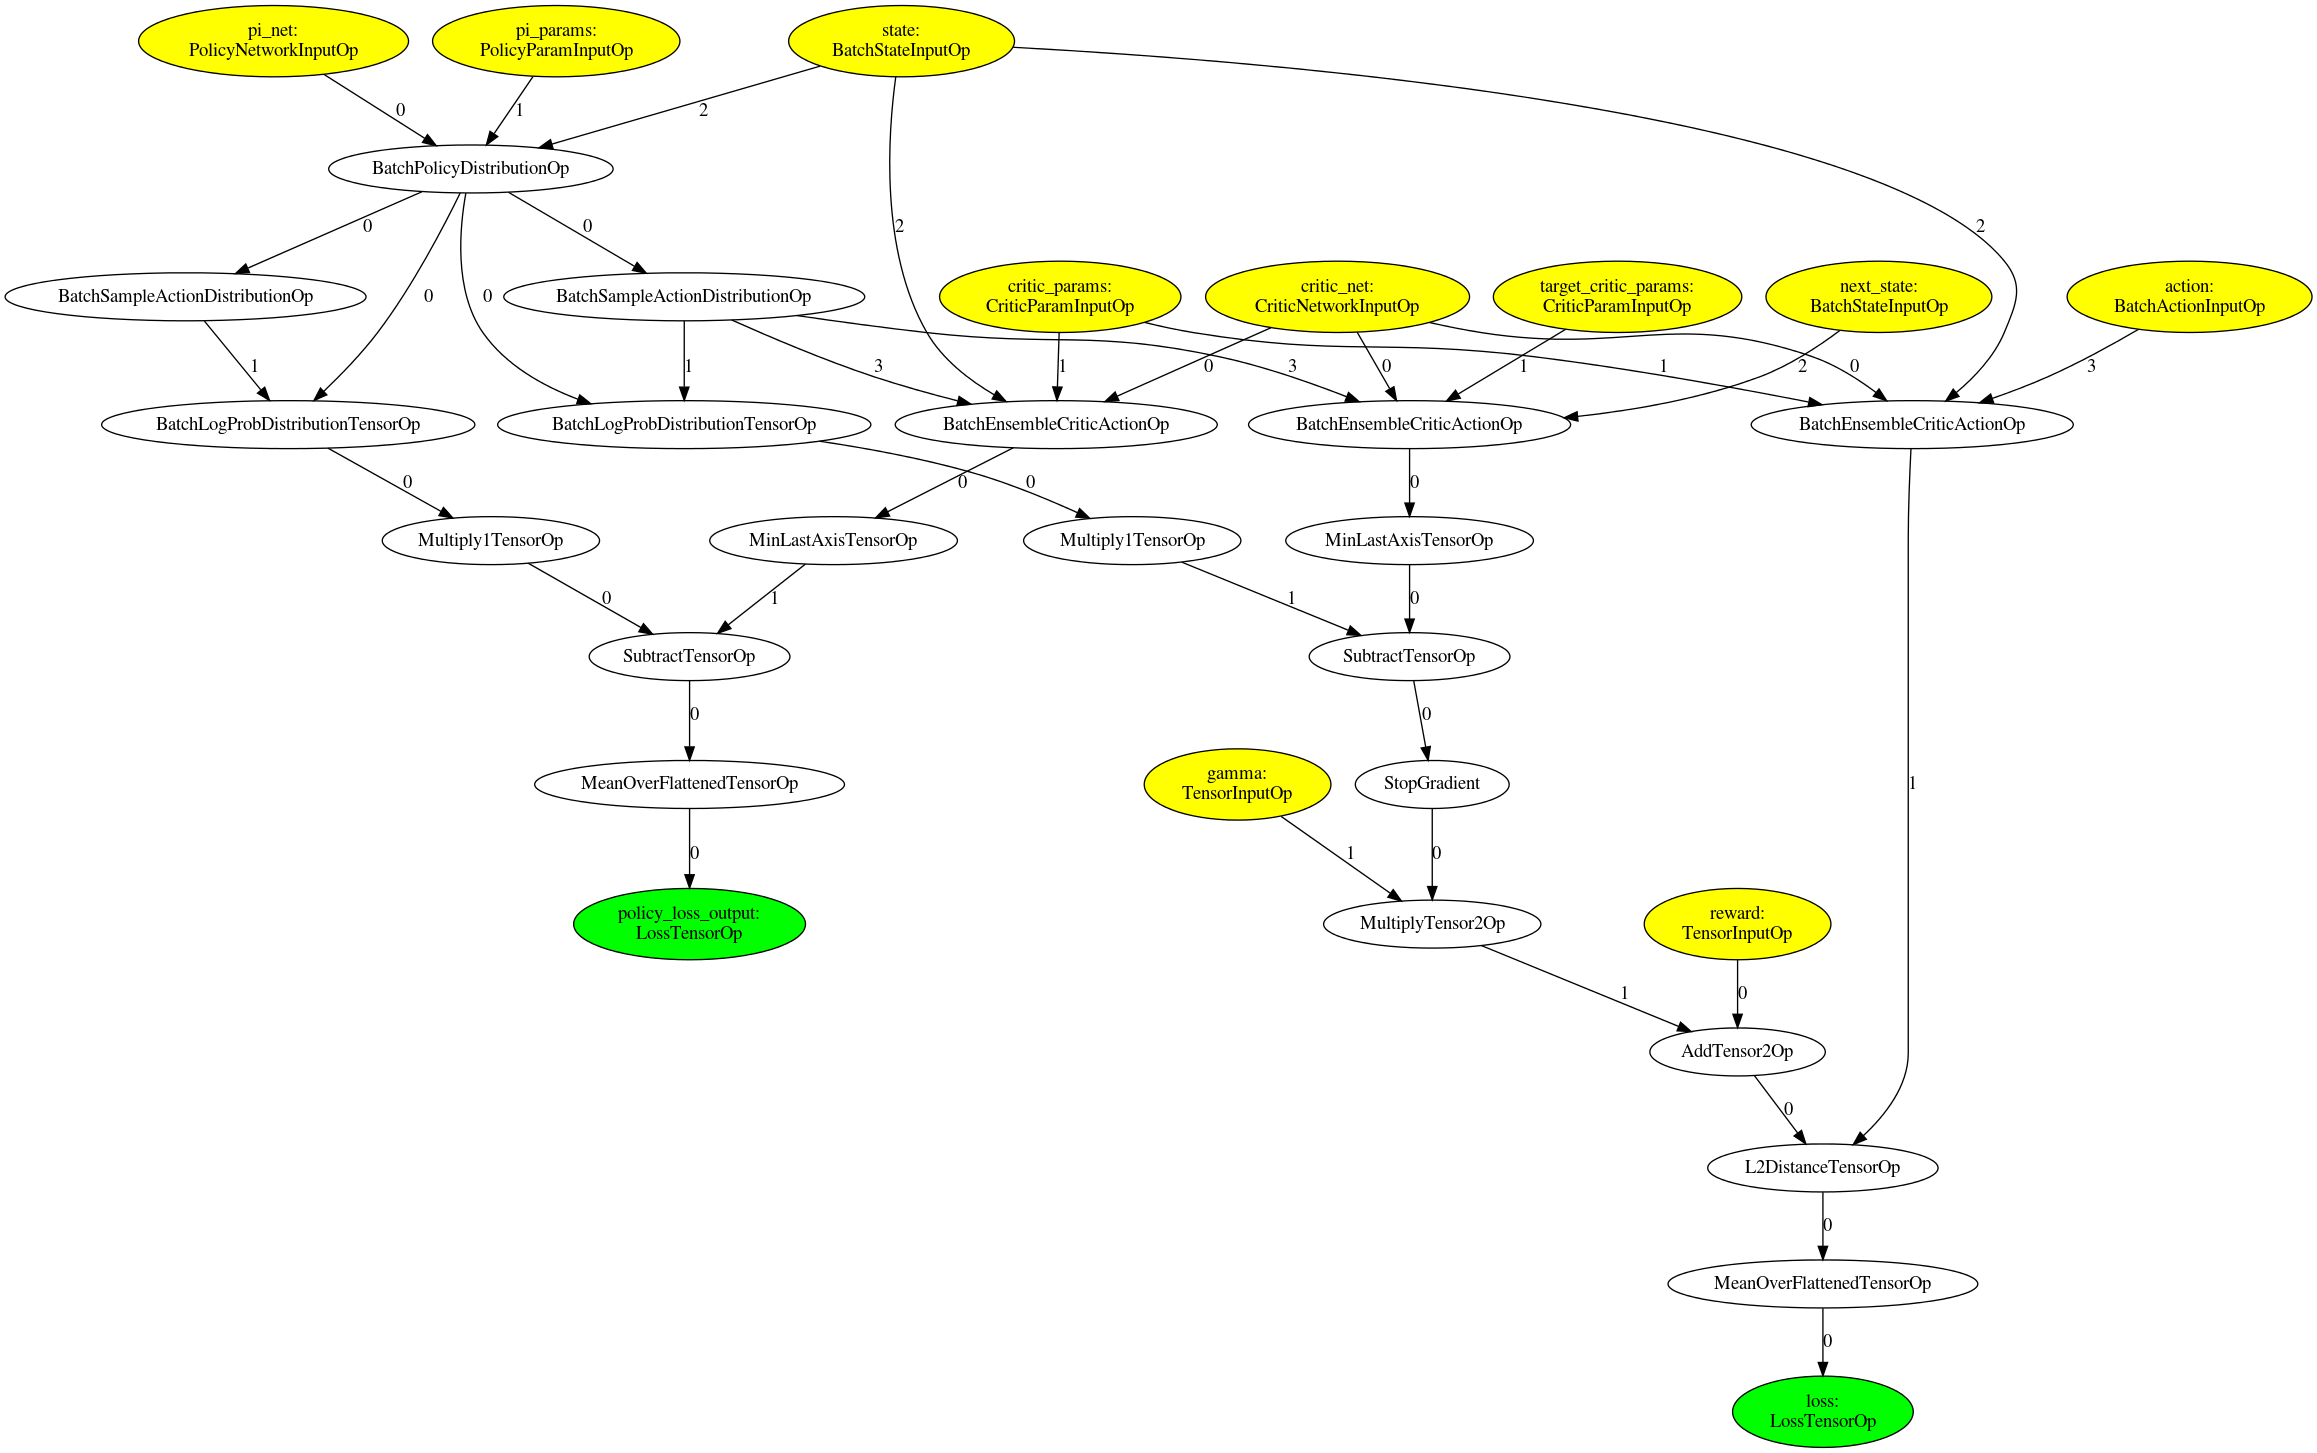 pi_net:
PolicyNetworkInputOp
pi_params:
PolicyParamInputOp
state:
BatchStateInputOp
0
1
2
BatchPolicyDistributionOp
0
0
2
2
BatchSampleActionDistributionOp
0
0
BatchSampleActionDistributionOp
critic_params:
CriticParamInputOp
critic_net:
CriticNetworkInputOp
target_critic_params:
CriticParamInputOp
next_state:
BatchStateInputOp
action:
BatchActionInputOp
1
1
3
1
0
3
0
1
1
2
0
3
BatchLogProbDistributionTensorOp
BatchLogProbDistributionTensorOp
BatchEnsembleCriticActionOp
BatchEnsembleCriticActionOp
BatchEnsembleCriticActionOp
0
0
0
0
Multiply1TensorOp
MinLastAxisTensorOp
Multiply1TensorOp
MinLastAxisTensorOp
0
1
1
0
SubtractTensorOp
SubtractTensorOp
0
0
MeanOverFlattenedTensorOp
gamma:
TensorInputOp
StopGradient
1
0
1
0
policy_loss_output:
LossTensorOp
MultiplyTensor2Op
reward:
TensorInputOp
1
0
AddTensor2Op
0
L2DistanceTensorOp
0
MeanOverFlattenedTensorOp
0
loss:
LossTensorOp